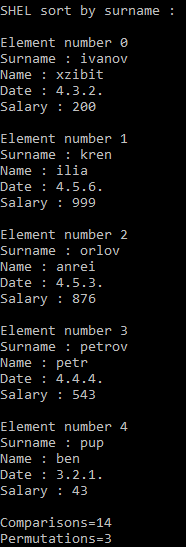 SHEL sort by surname :
Element number 0
Surname : ivanov
Name : xzibit
Date : 4.3.2.
Salary : 200
Element number 1
Surname : kren
Name : ilia
Date : 4.5.6.
Salary : 999
Element number 2
Surname : orlov
Name : anrei
Date : 4.5.3.
Salary : 876
Element number 3
Surname : petrov
Name : petr
Date : 4.4.4.
Salary : 543
Element number 4
Surname : pup
Name : ben
Date : 3.2.1.
Salary : 43
Comparisons=14
Permutations=3